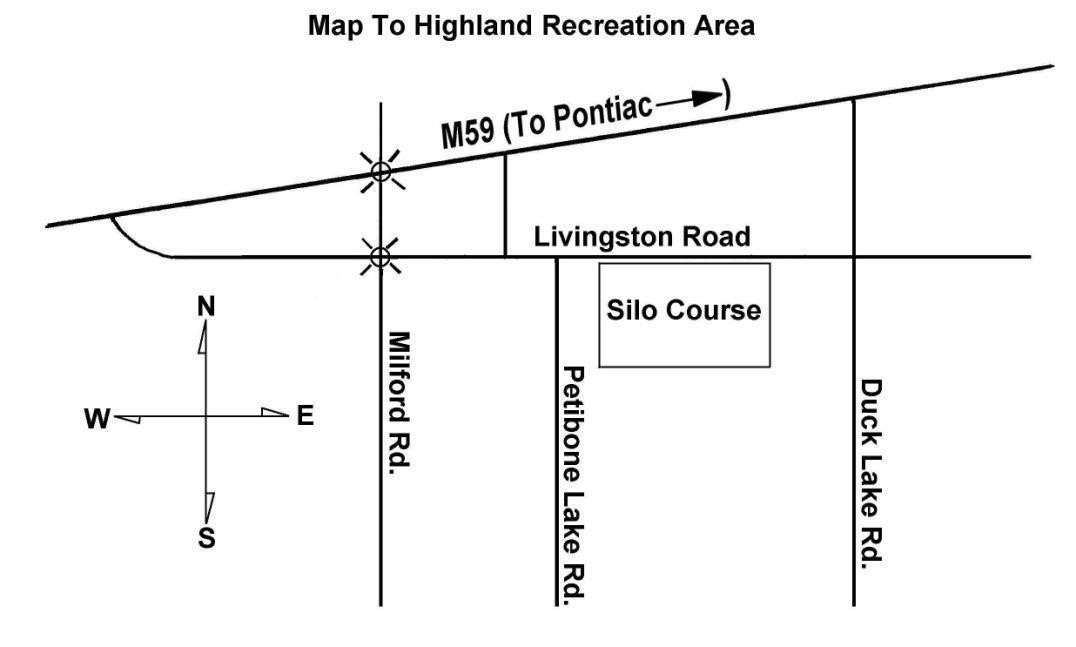 Map To Highland Recreation Area
M59 (To Pontiac )
Livingston Road
Silo Course
N
W
E
S
Milford Rd.
Petibone Lake Rd.
Duck Lake Rd.